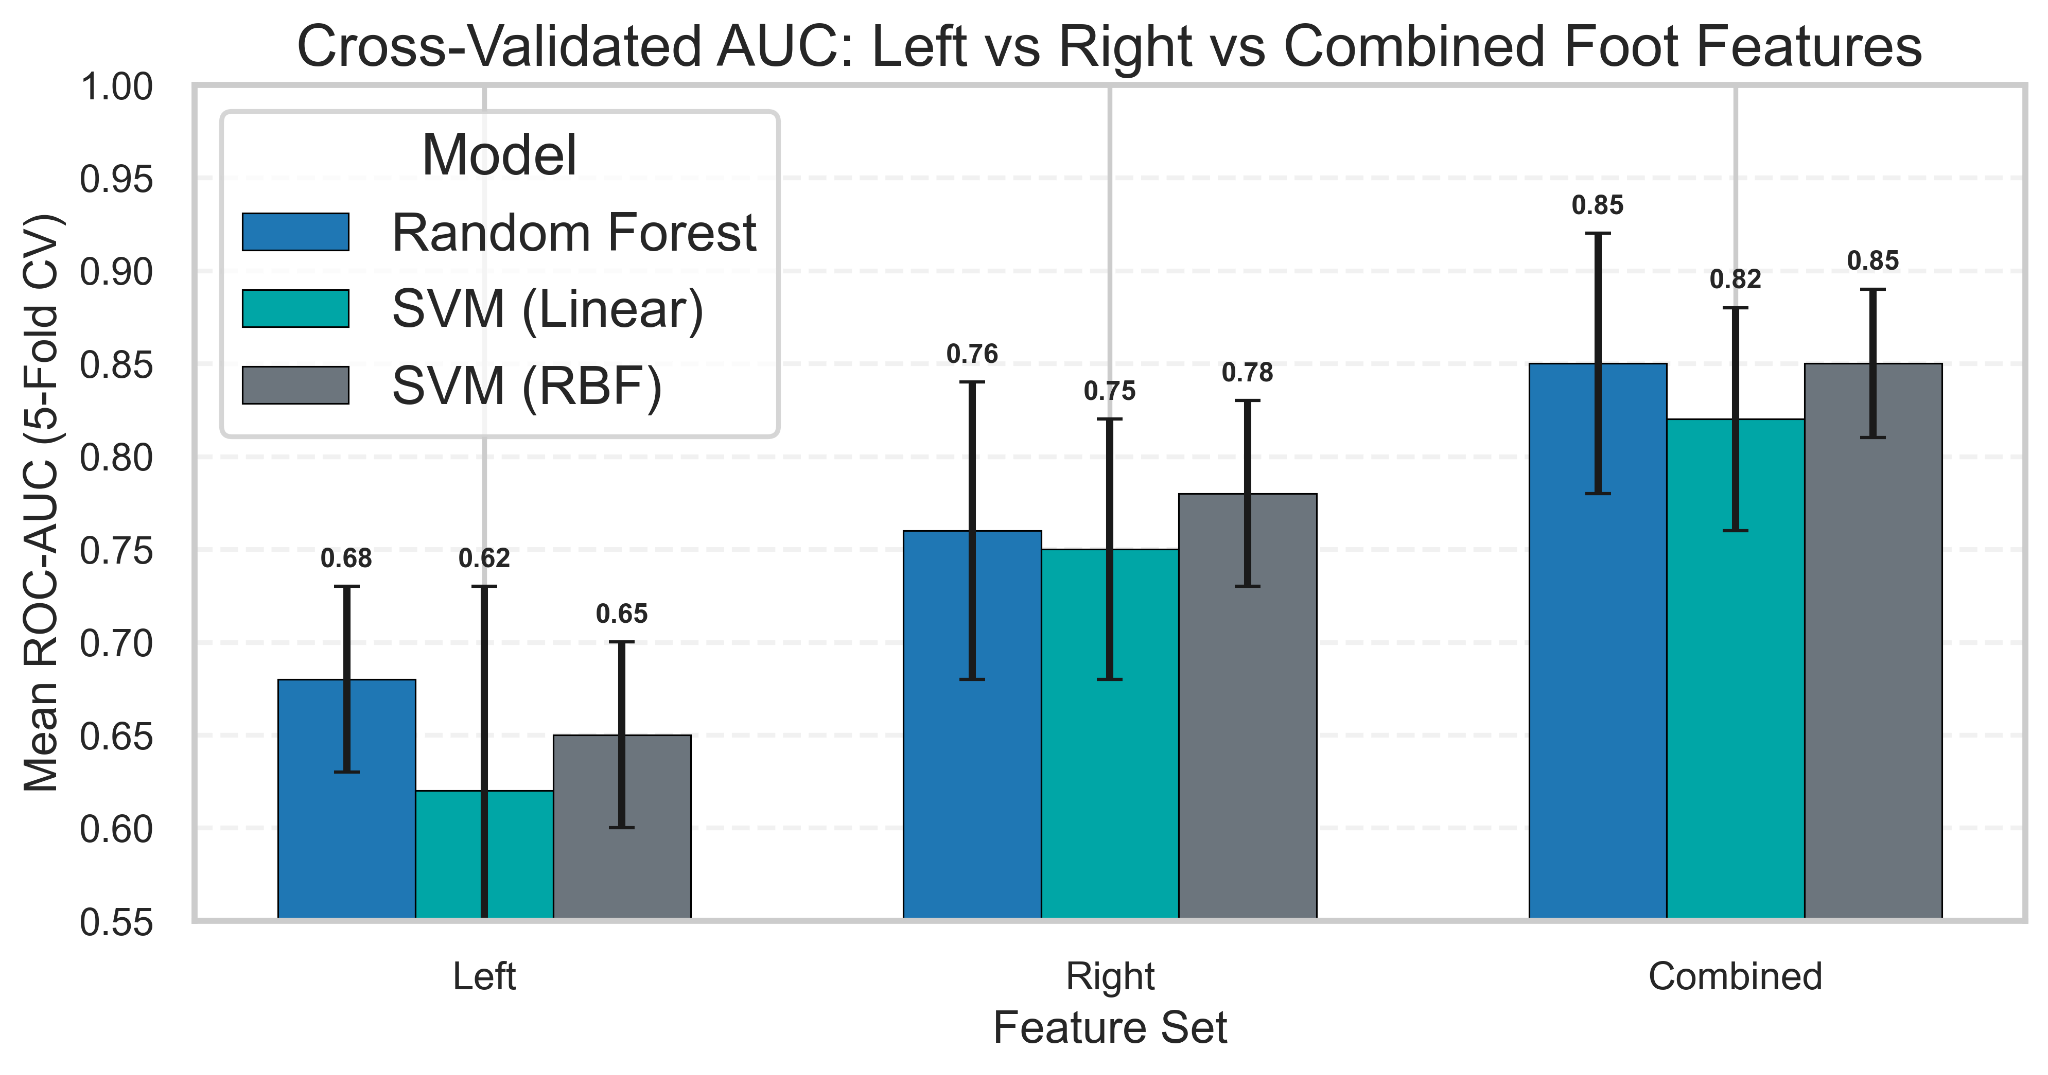 Cross-Validated AUC: Left vs Right vs Combined Foot Features
Mean ROC-AUC (5-Fold CV)
1.00
0.95
0.90
0.85
0.80
0.75
0.70
0.65
0.60
0.55
Model
Random Forest
SVM (Linear)
SVM (RBF)
0.68
0.62
0.65
0.76
0.75
0.78
0.85
0.82
0.85
Left
Right
Combined
Feature Set